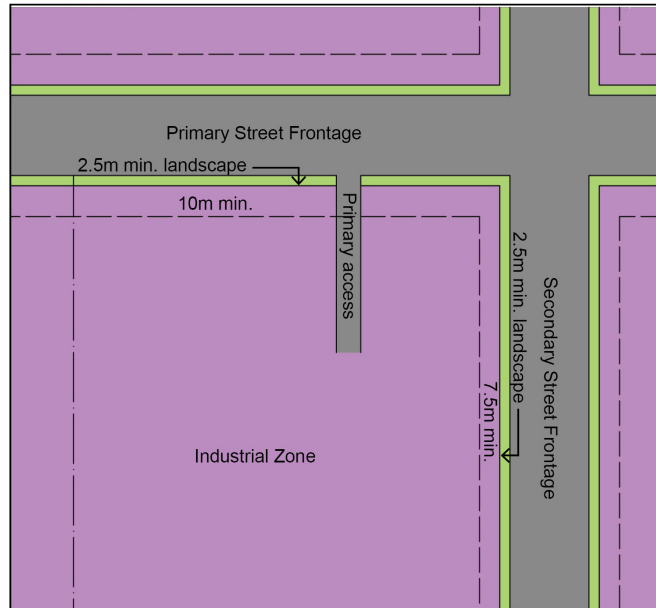 Primary Street Frontage
2.5m min. landscape
10m min.
Primary access
2.5m min. landscape
Secondary Street Frontage
7.5m min.
Industrial Zone